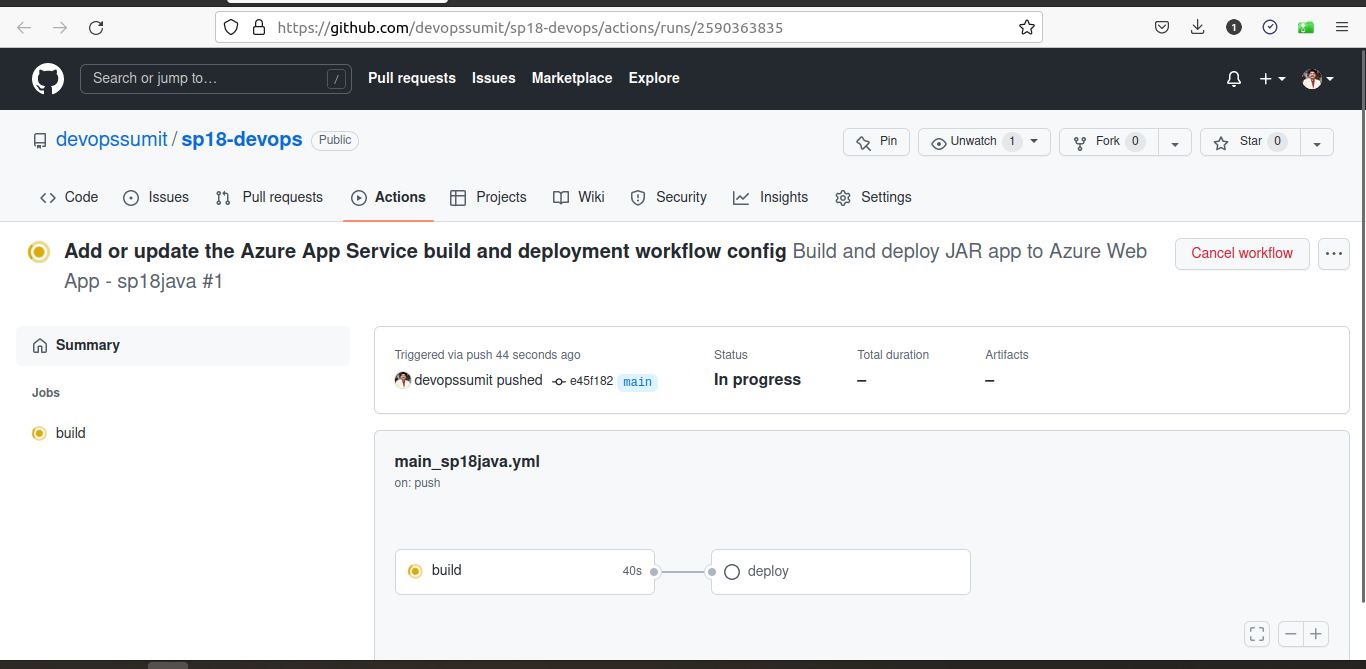 https://github.com/devopssumit/sp18-devops/actions/runs/2590363835
1
Search or jump to… /
Pull requests Issues Marketplace Explore
devopssumit / sp18-devops Public
Pin Unwatch 1 Fork 0 Star 0
Code Issues Pull requests Actions Projects Wiki Security Insights Settings
Add or update the Azure App Service build and deployment workflow config Build and deploy JAR app to Azure Web
App - sp18java #1
Cancel workflow
Summary
Triggered via push 44 seconds ago Status Total duration Artifacts
devopssumit pushed e45f182 main In progress – –
Jobs
build
main_sp18java.yml
on: push
build 40s deploy